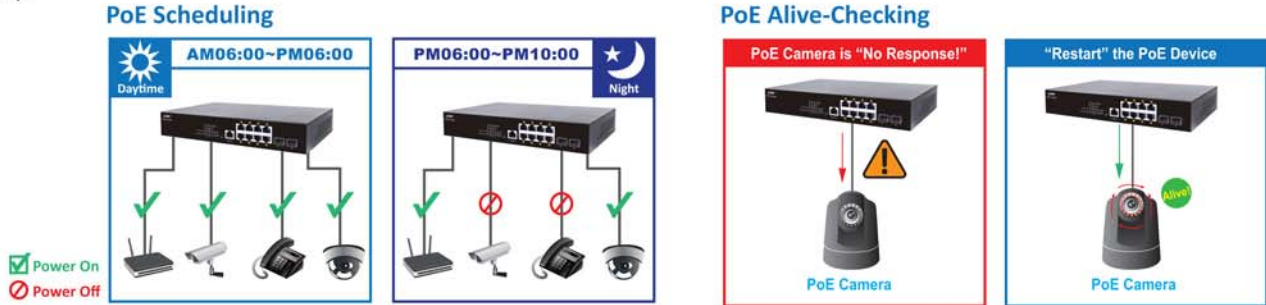 PoE Scheduling
Daytime
AM06:00~PM06:00
PM06:00~PM10:00
Night
Power On
Power Off
PoE Alive-Checking
PoE Camera is “No Response!”
PoE Camera
“Restart” the PoE Device
Alive!
PoE Camera